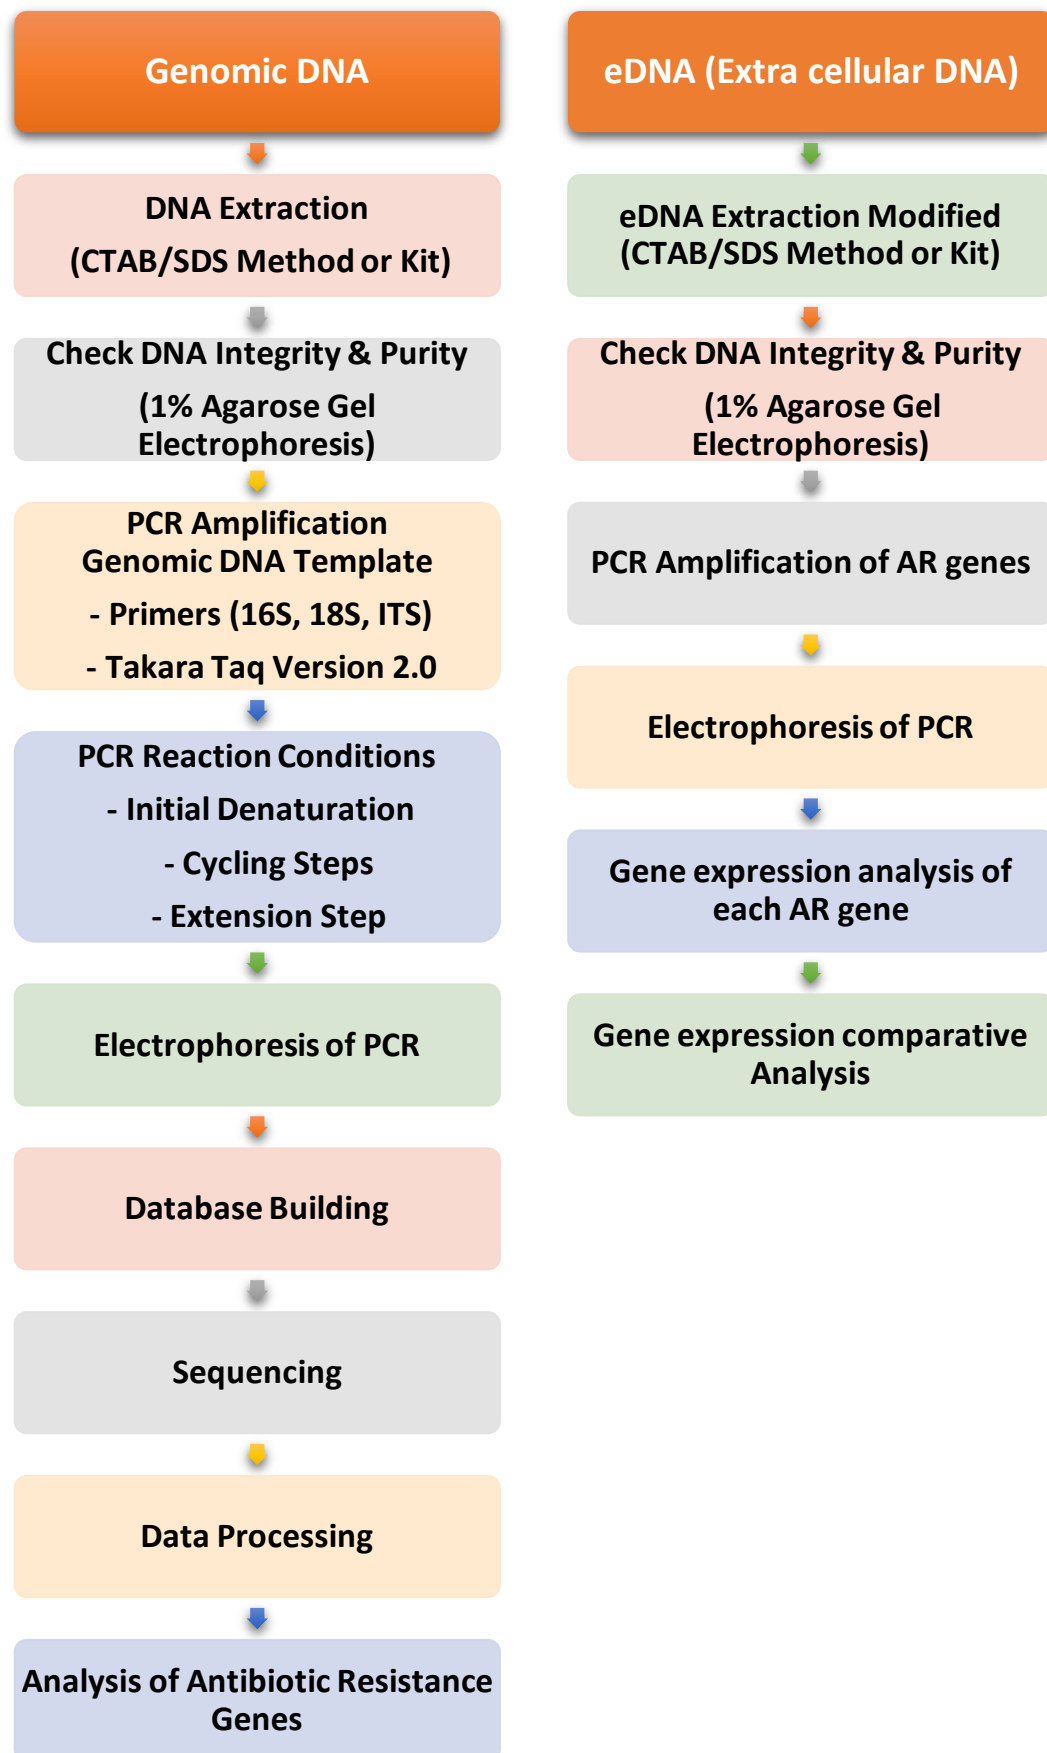 Genomic DNA
DNA Extraction
(CTAB/SDS Method or Kit)
Check DNA Integrity & Purity
(1% Agarose Gel
Electrophoresis)
PCR Amplification
Genomic DNA Template
- Primers (16S, 18S, ITS)
- Takara Taq Version 2.0
PCR Reaction Conditions
- Initial Denaturation
- Cycling Steps
- Extension Step
Electrophoresis of PCR
Database Building
Sequencing
Data Processing
Analysis of Antibiotic Resistance
Genes
eDNA (Extra cellular DNA)
eDNA Extraction Modified
(CTAB/SDS Method or Kit)
Check DNA Integrity & Purity
(1% Agarose Gel
Electrophoresis)
PCR Amplification of AR genes
Electrophoresis of PCR
Gene expression analysis of
each AR gene
Gene expression comparative
Analysis